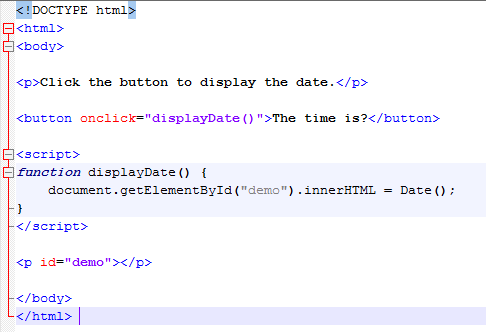 <!DOCTYPE html>
<html>
<body>
<p>Click the button to display the date.</p>
<button onclick="displayDate()">The time is?</button>
<script>
function displayDate() {
    document.getElementById("demo").innerHTML = Date();
}
</script>
<p id="demo"></p>
</body>
</html>